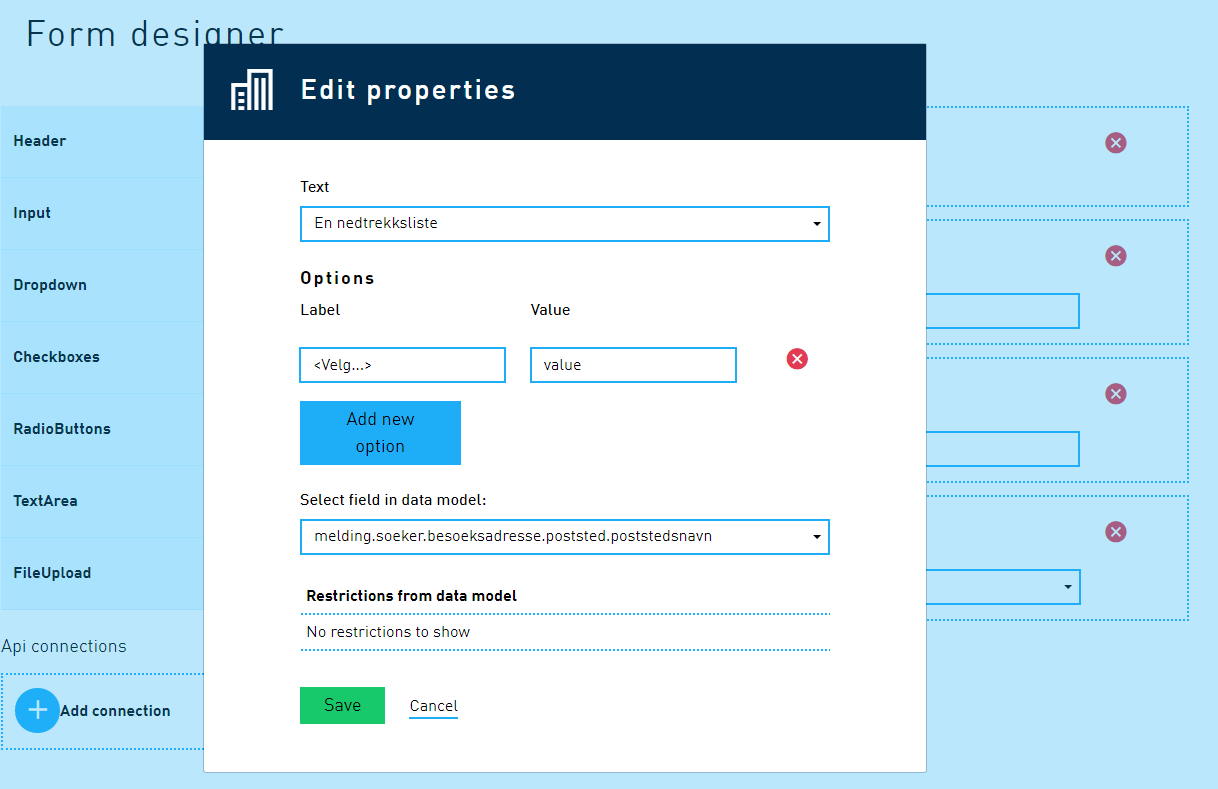 Form designer
Edit properties
Header
Input
Dropdown
Checkboxes
RadioButtons
TextArea
FileUpload
Api connections
Add connection
Text
En nedtrekksliste
Options
Label Value
<Velg...> value
Add new
option
Select field in data model:
melding.soeker.besoeksadresse.poststed.poststedsnavn
Restrictions from data model
No restrictions to show
Save Cancel